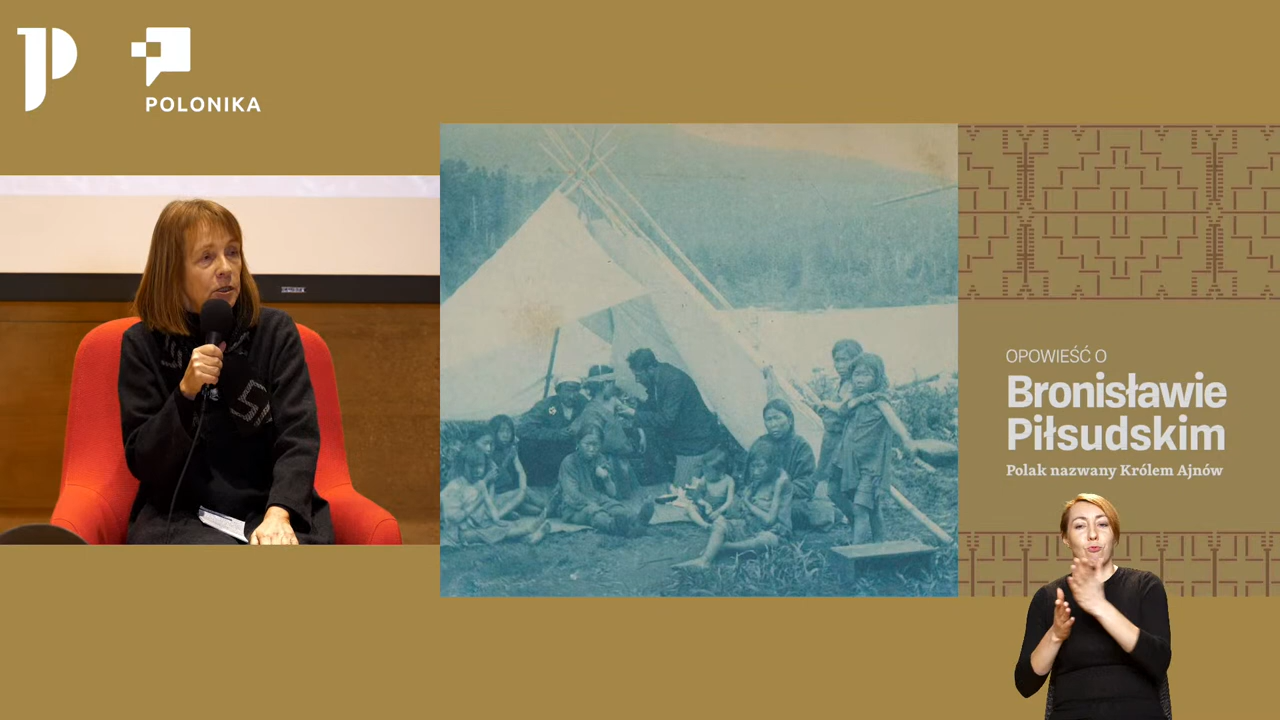 POLONIKA
OPOWIEŚĆ O
Bronisławie
Piłsudskim
Polak nazwany Królem Ajnów